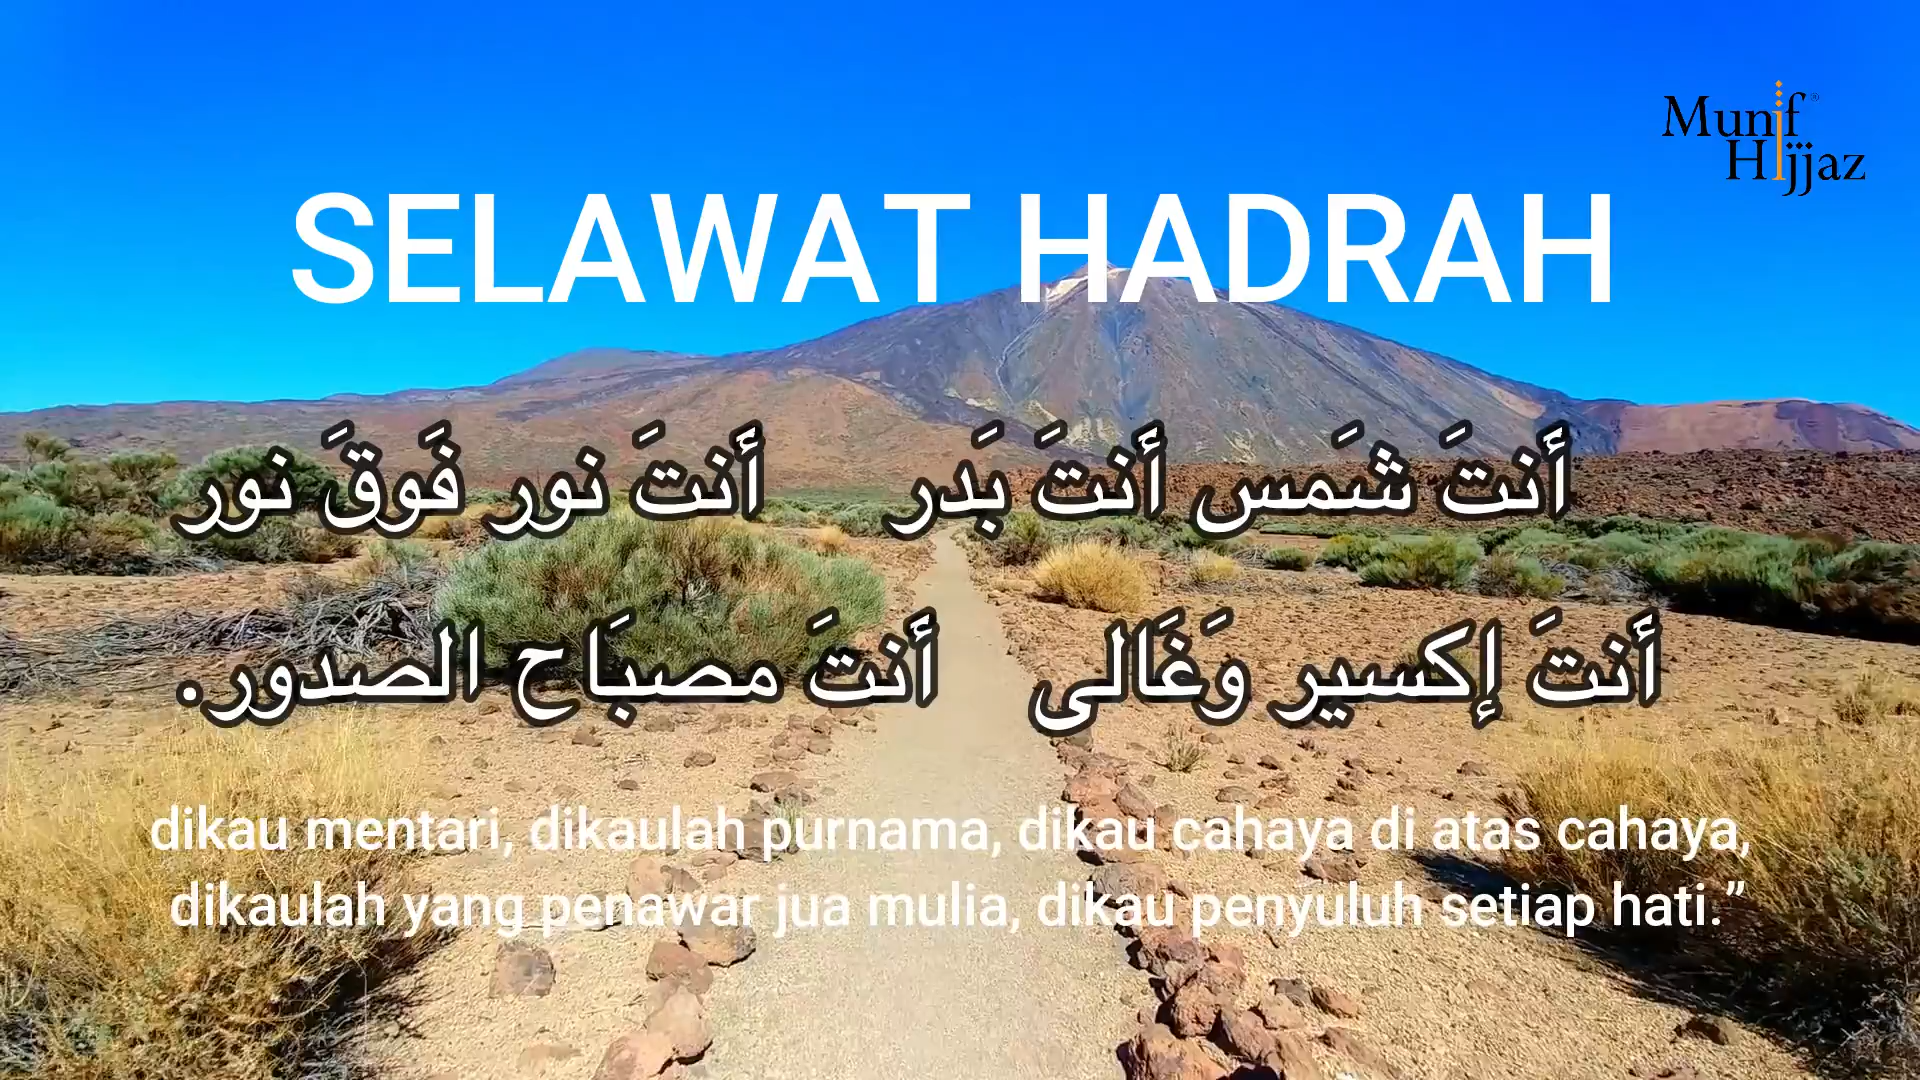 Munif®
Hijjaz
SELAWAT HADRAH
أَنتَ شَمس أَنتَ بَدر أَنتَ نور فَوقَ نور
أَنتَ إكسير وَغَالى أَنتَ مصبَاح الصدور.
dikau mentari, dikaulah purnama, dikau cahaya di atas cahaya,
dikaulah yang penawar jua mulia, dikau penyuluh setiap hati.”